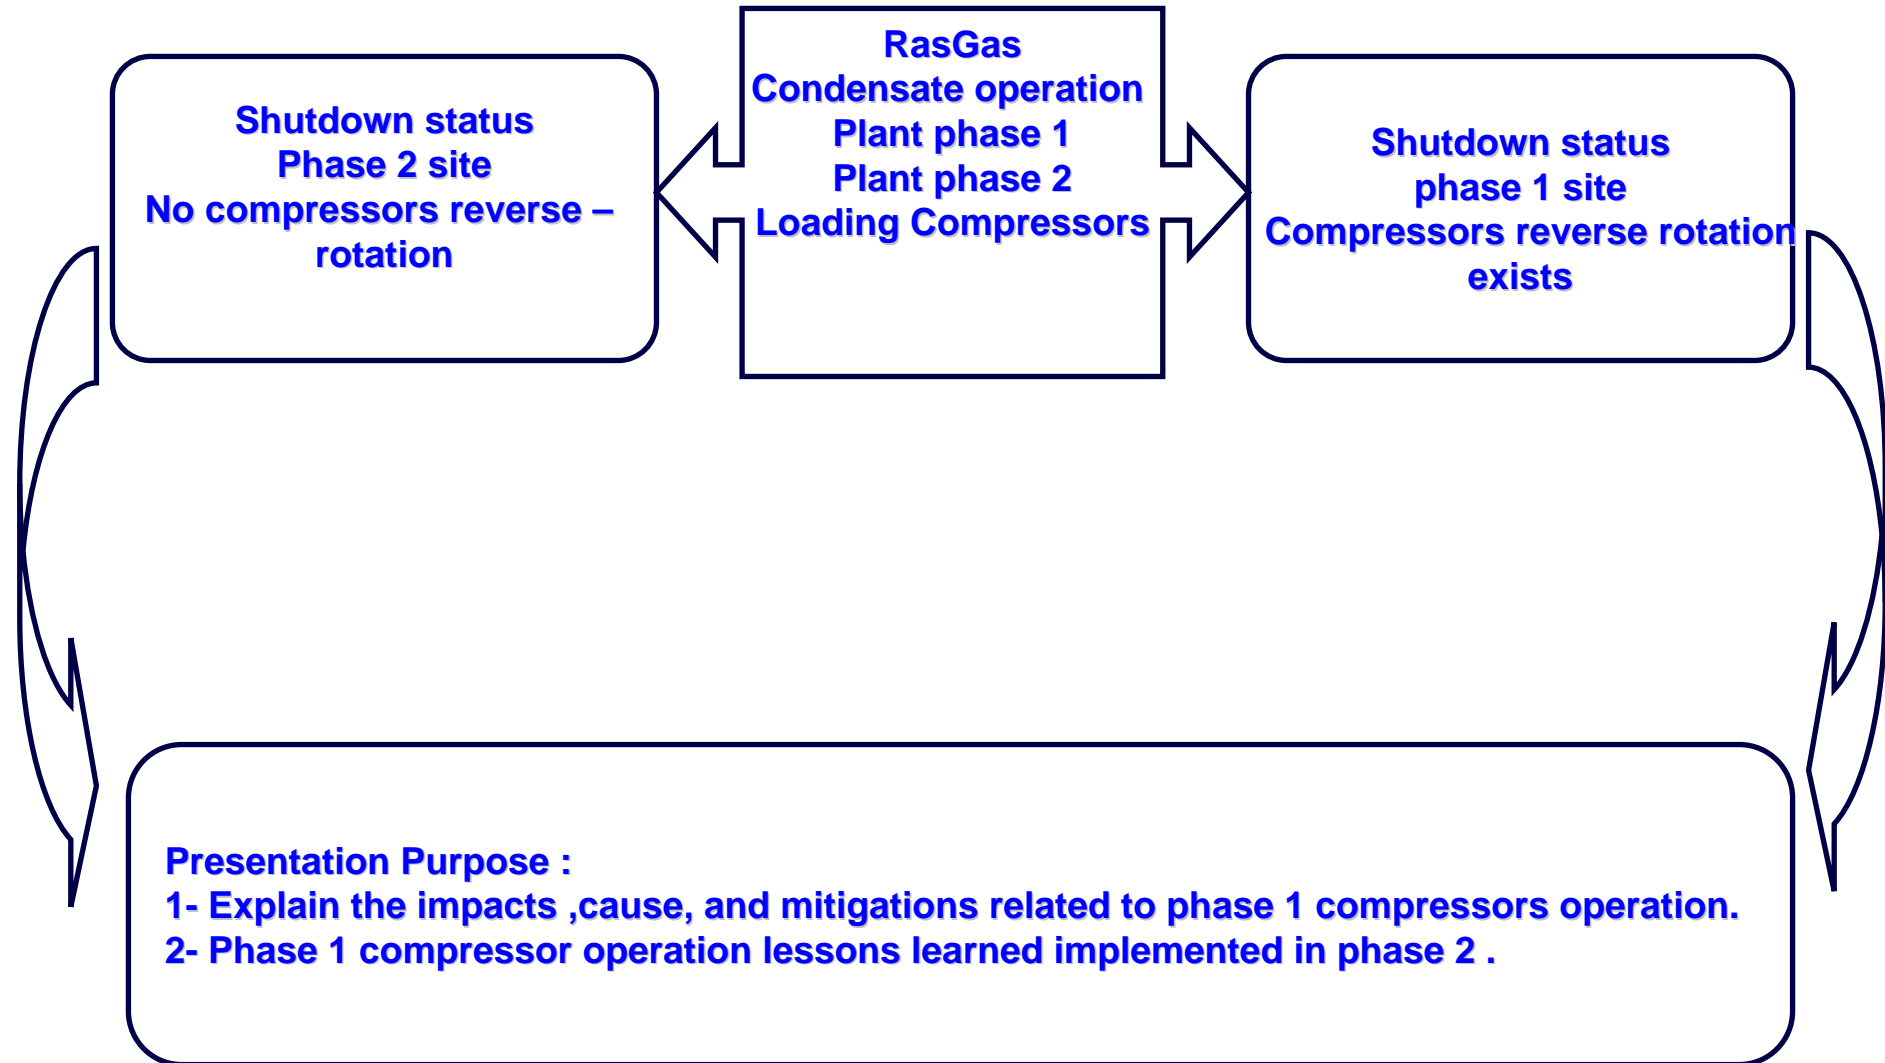 RasGas
Condensate operation
Plant phase 1
Plant phase 2
Loading Compressors
Shutdown status
Phase 2 site
No compressors reverse –
rotation
Shutdown status
phase 1 site
Compressors reverse rotation
exists
Presentation Purpose :
1- Explain the impacts ,cause, and mitigations related to phase 1 compressors operation.
2- Phase 1 compressor operation lessons learned implemented in phase 2 .